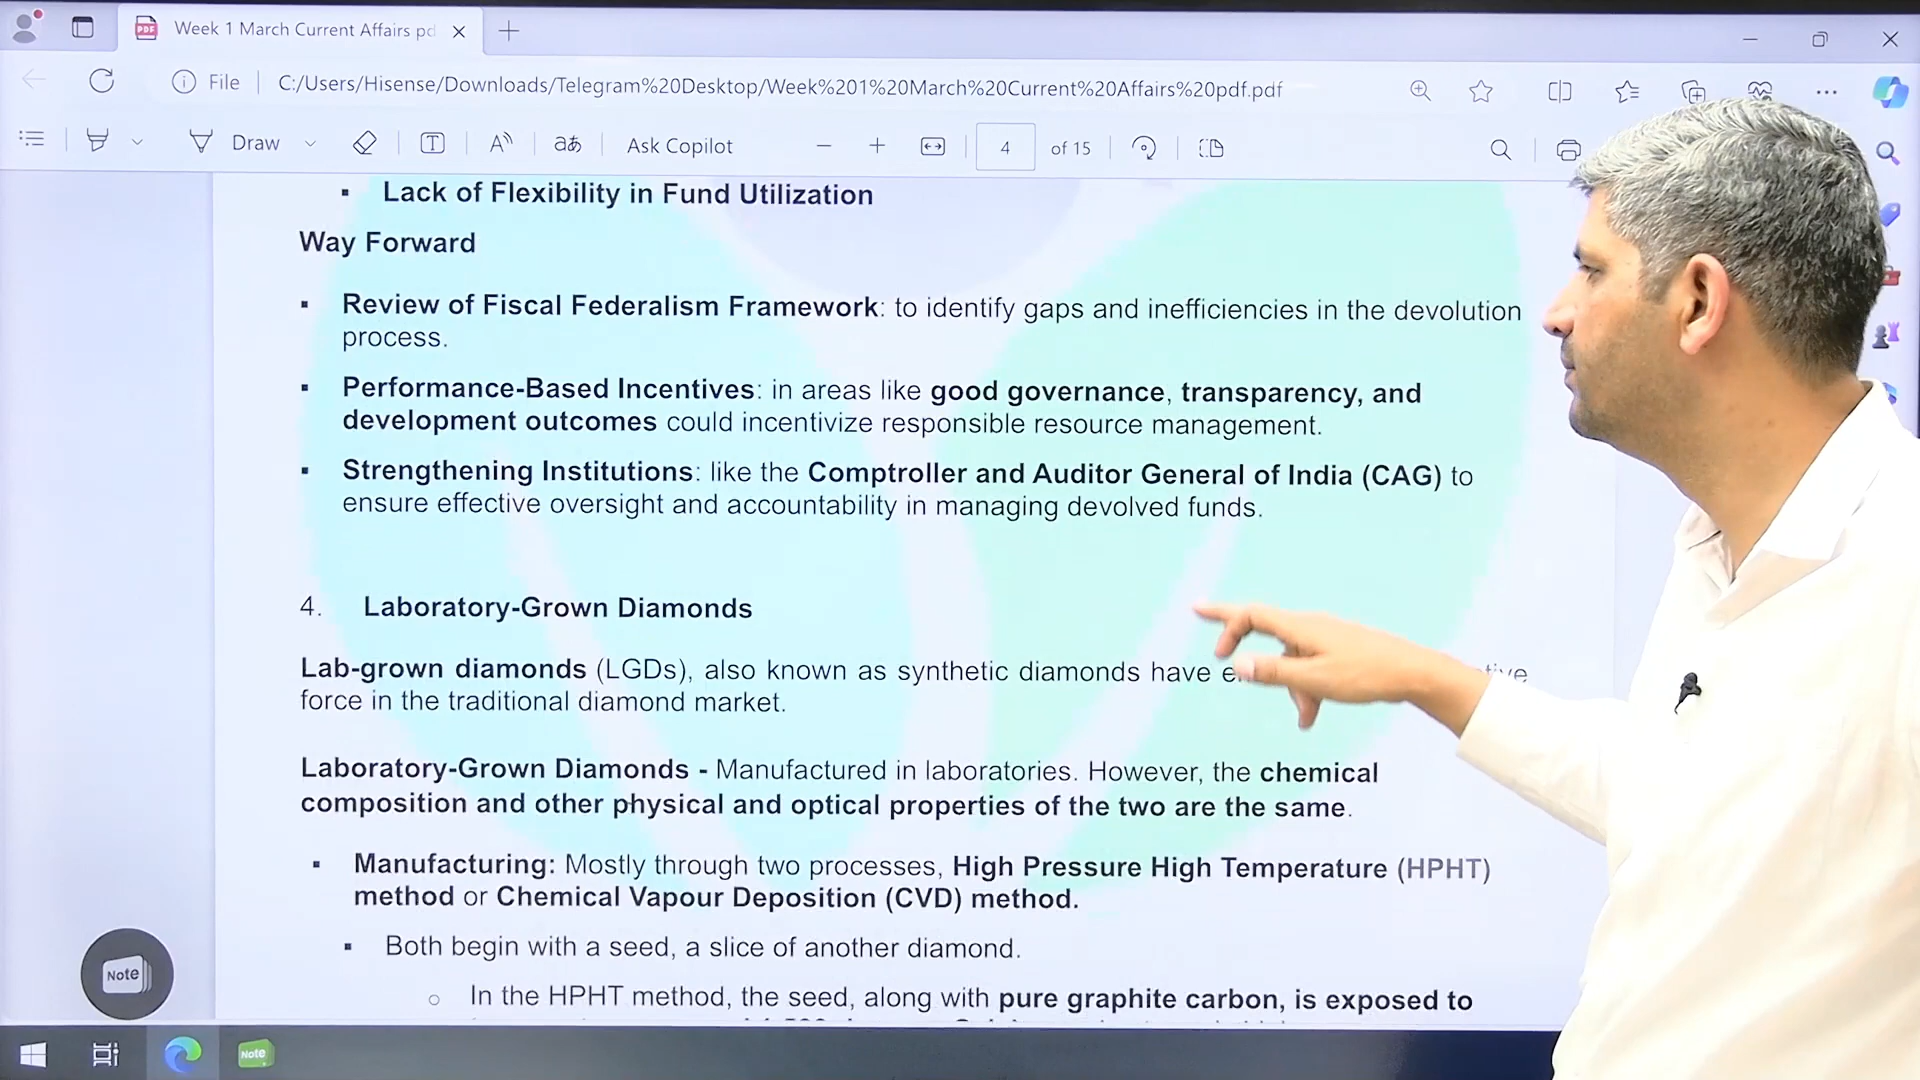 Week 1 March Current Affairs pd
File
C:/Users/Hisense/Downloads/Telegram%20Desktop/Week%201%20March%20Current%20Affairs%20pdf.pdf
Draw
T
A
aあ
Ask Copilot
4
of 15
▪ Lack of Flexibility in Fund Utilization
Way Forward
▪ Review of Fiscal Federalism Framework: to identify gaps and inefficiencies in the devolution
process.
▪ Performance-Based Incentives: in areas like good governance, transparency, and
development outcomes could incentivize responsible resource management.
▪ Strengthening Institutions: like the Comptroller and Auditor General of India (CAG) to
ensure effective oversight and accountability in managing devolved funds.
4. Laboratory-Grown Diamonds
Lab-grown diamonds (LGDs), also known as synthetic diamonds have
force in the traditional diamond market.
Laboratory-Grown Diamonds - Manufactured in laboratories. However, the chemical
composition and other physical and optical properties of the two are the same.
▪ Manufacturing: Mostly through two processes, High Pressure High Temperature (HPHT)
method or Chemical Vapour Deposition (CVD) method.
▪ Both begin with a seed, a slice of another diamond.
○ In the HPHT method, the seed, along with pure graphite carbon, is exposed to
Note
Note